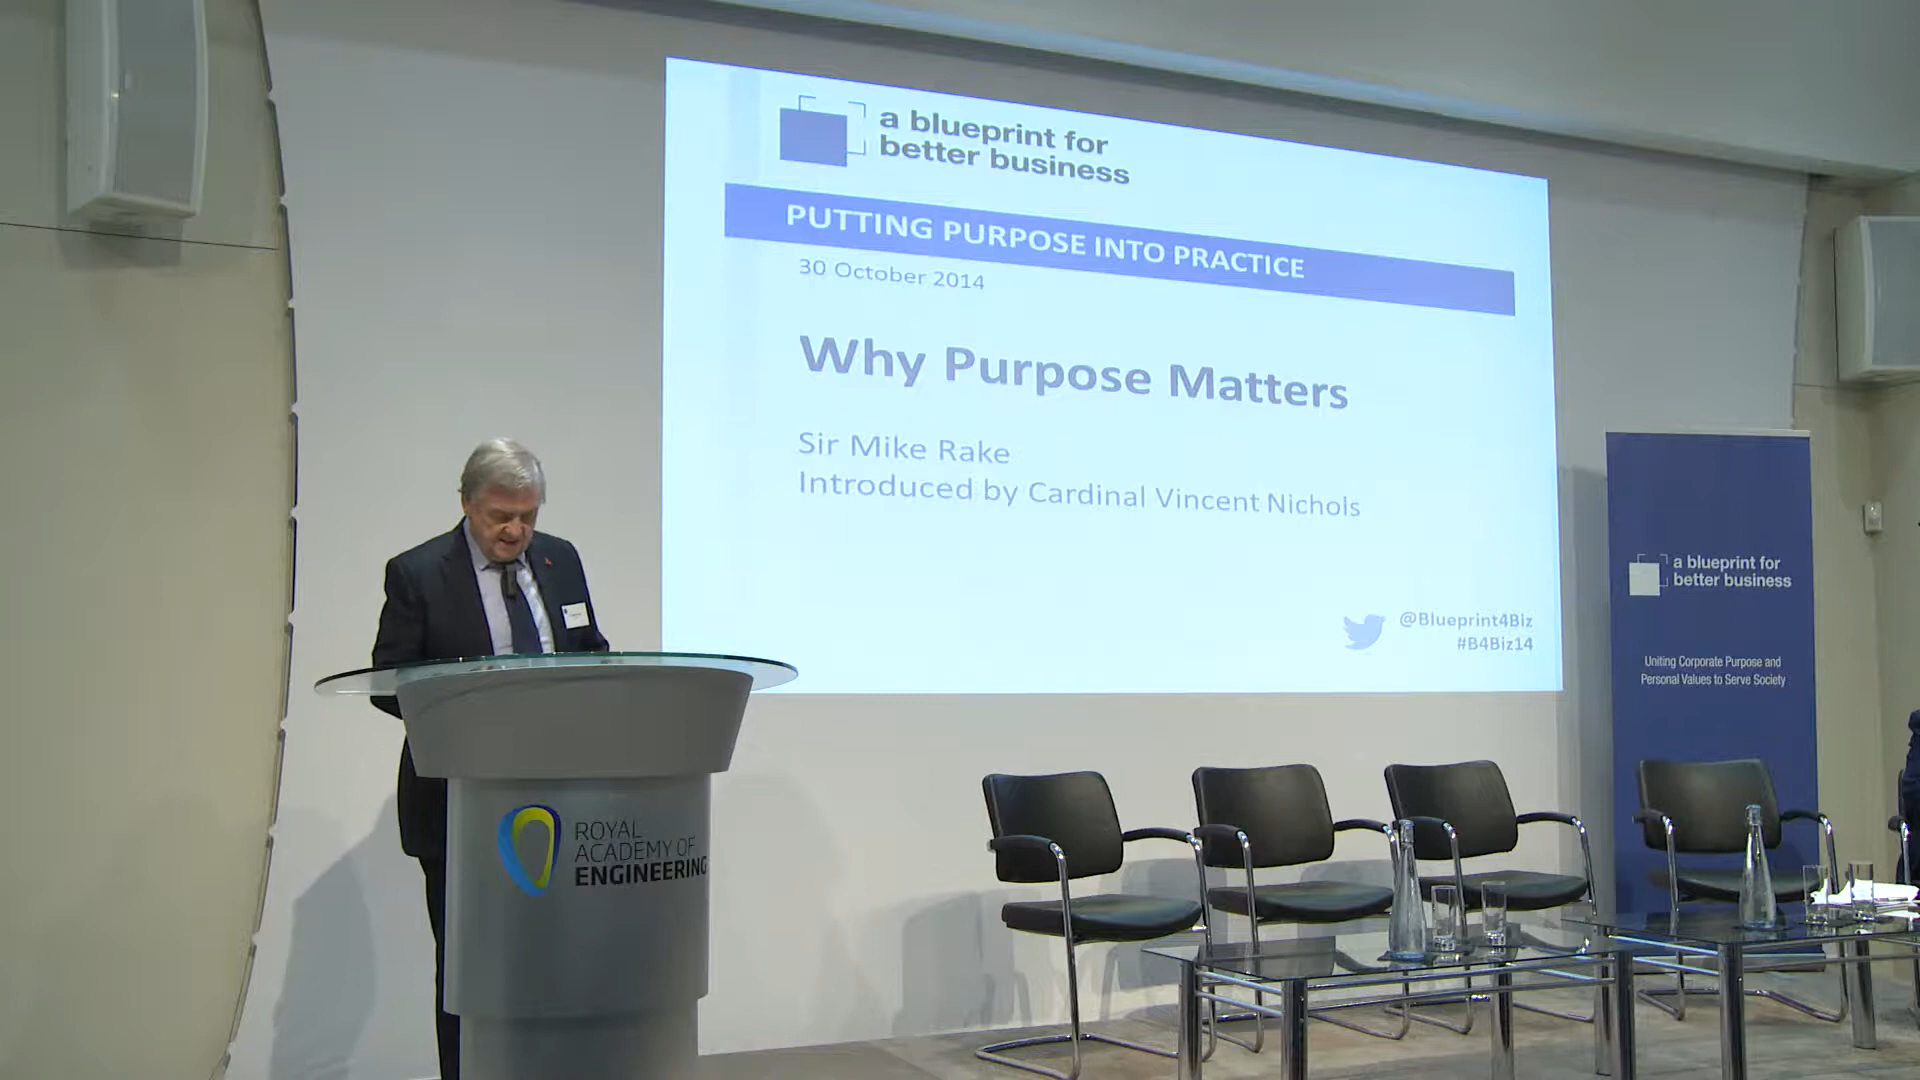 a blueprint for
better business
PUTTING PURPOSE INTO PRACTICE
30 October 2014
Why Purpose Matters
Sir Mike Rake
Introduced by Cardinal Vincent Nichols
@Blueprint4Biz
#B4Biz14
a blueprint for
better business
Uniting Corporate Purpose and
Personal Values to Serve Society
ROYAL
ACADEMY OF
ENGINEERING